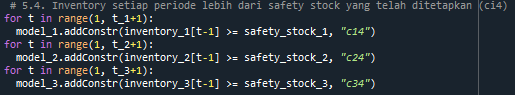 # 5.4. Inventory setiap periode lebih dari safety stock yang telah ditetapkan (ci4)
for t in range(1, t_1+1):
model_1.addConstr(inventory_1[t-1] >= safety_stock_1, "c14")
for t in range(1, t_2+1):
model_2.addConstr(inventory_2[t-1] >= safety_stock_2, "c24")
for t in range(1, t_3+1):
model_3.addConstr(inventory_3[t-1] >= safety_stock_3, "c34")